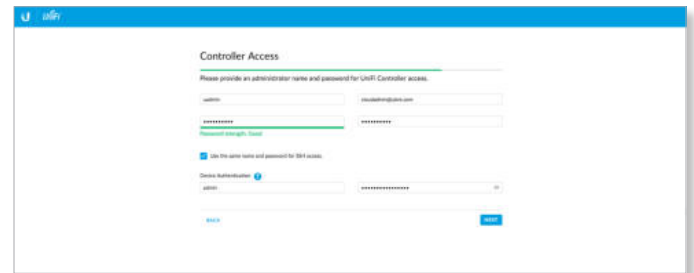 U UniFi
Controller Access
Please provide an administrator name and password for UniFi Controller access.
••••••••••
••••••••••
Password strength: Good
Use the same name and password for SSH access.
Device Authentication ?
admin
••••••••••••••••
BACK
NEXT